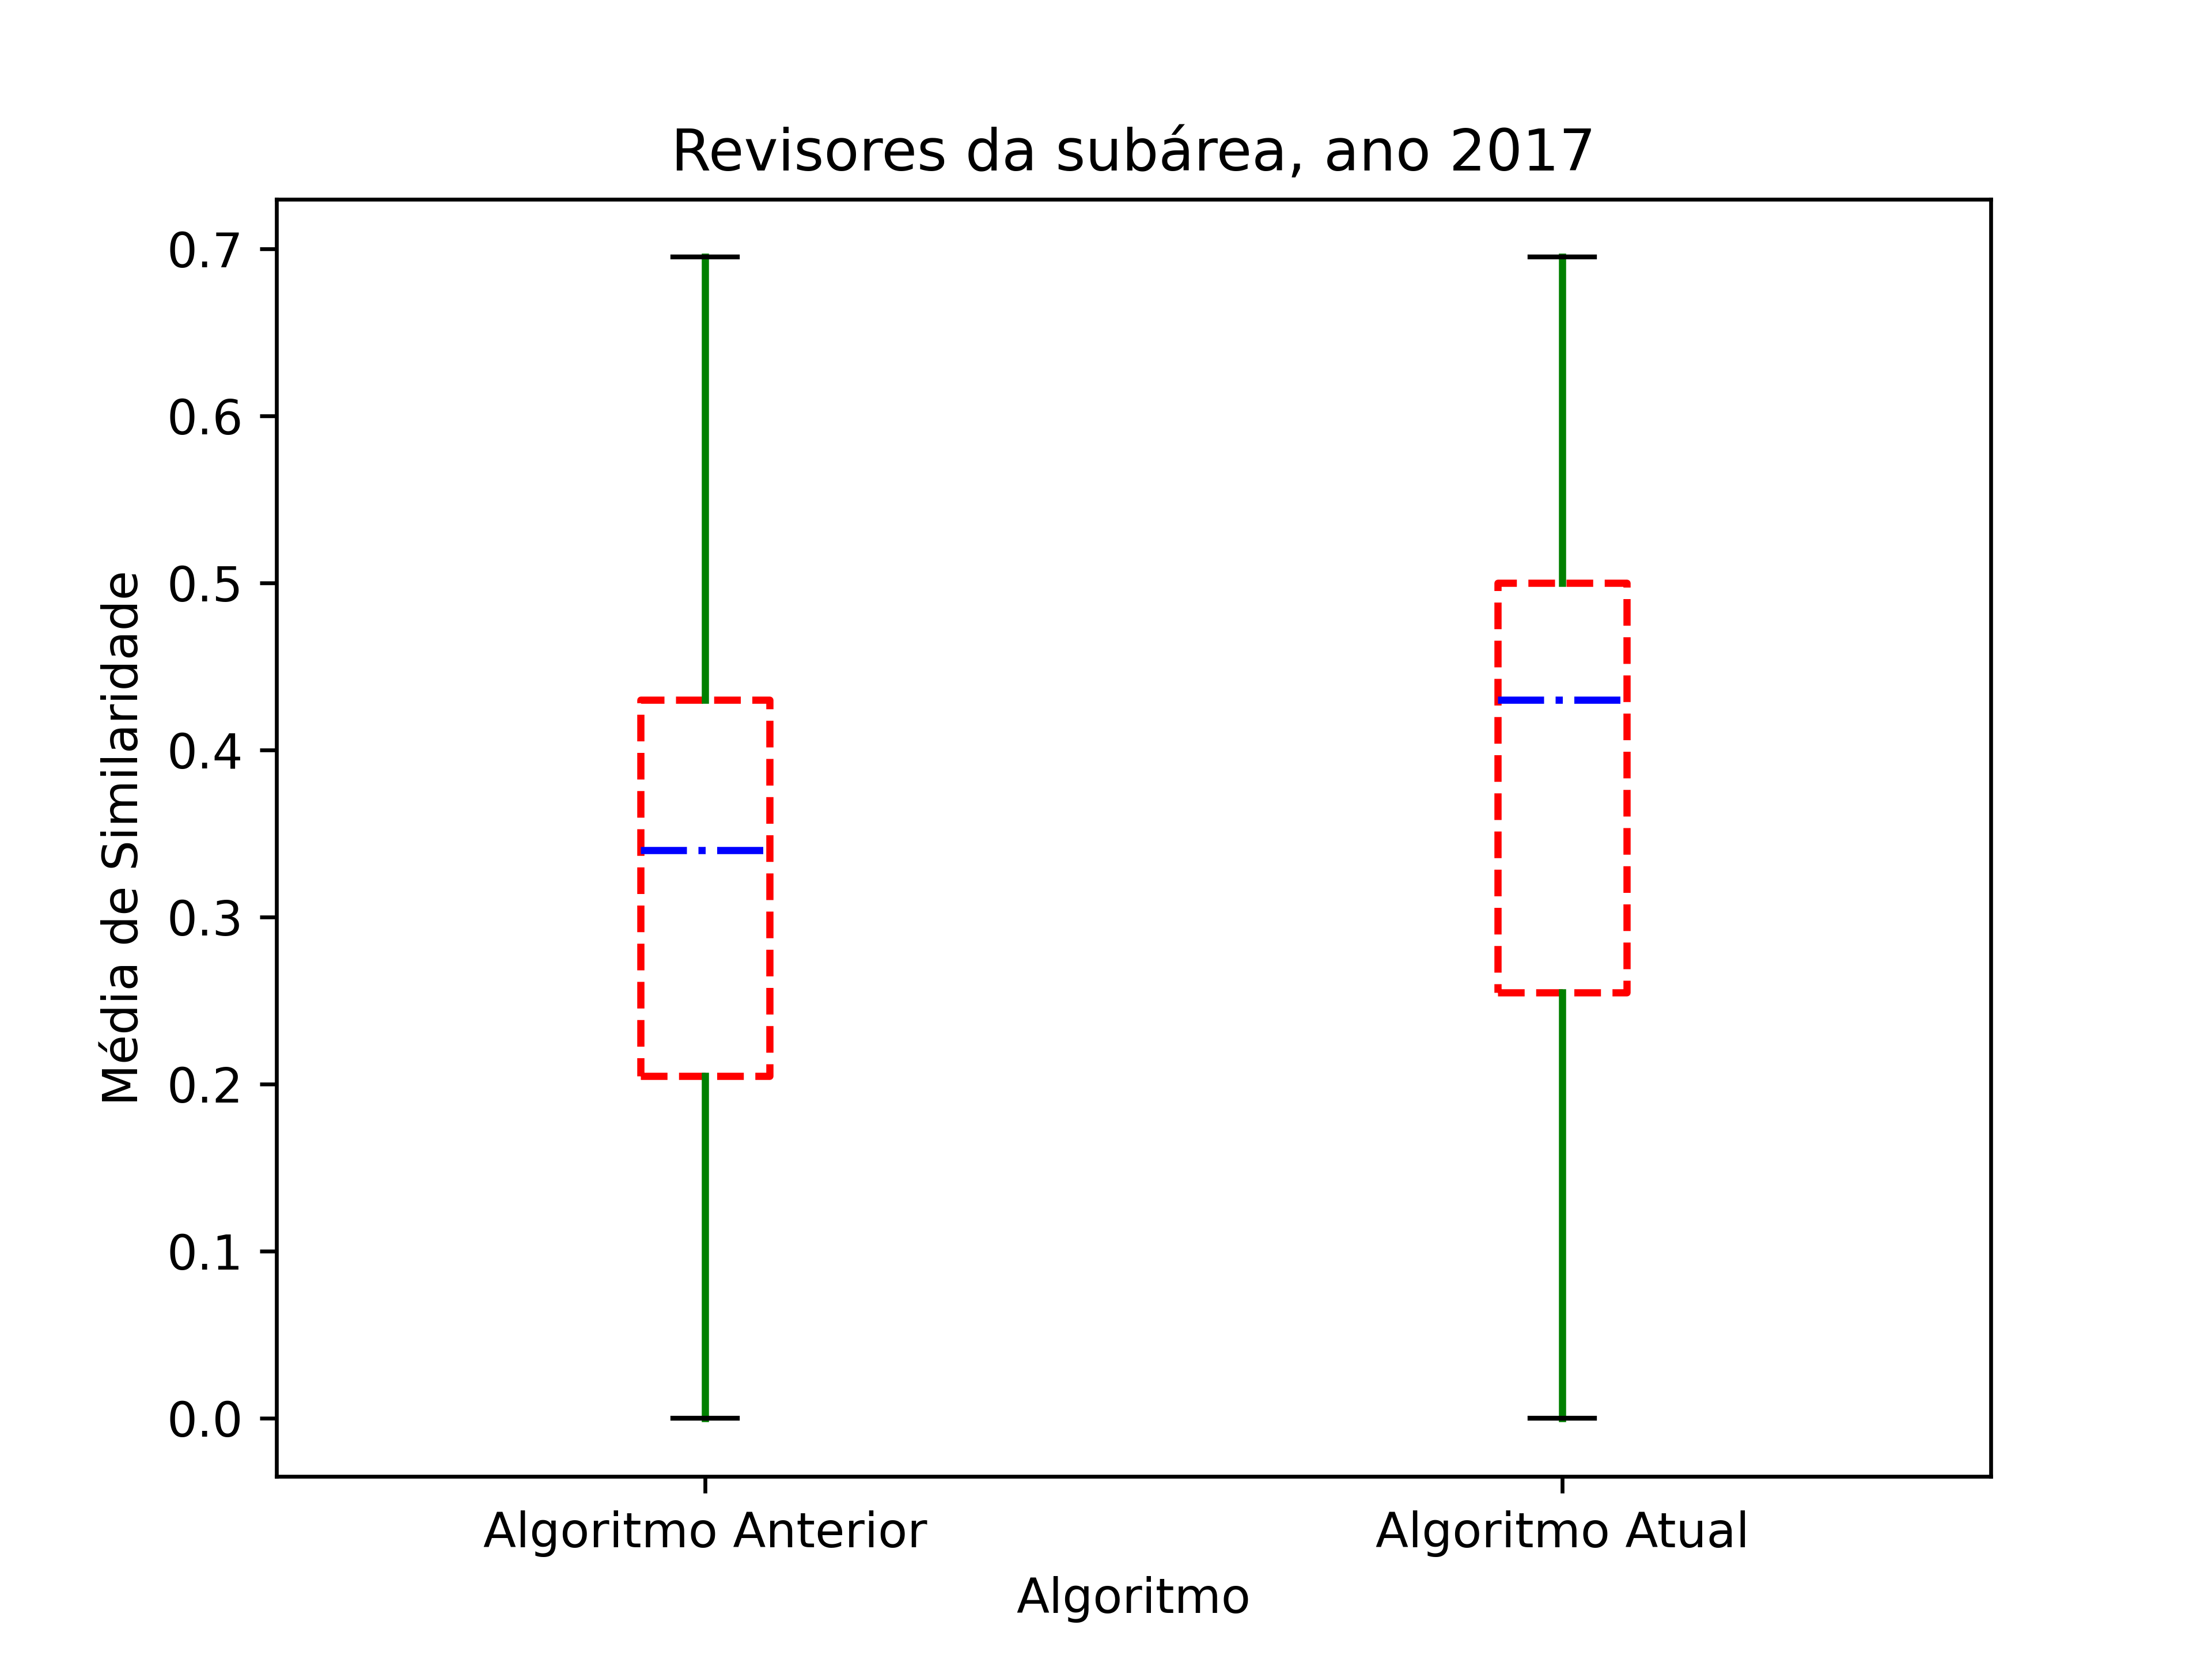 Revisores da subárea, ano 2017
0.7
0.6
0.5
0.4
0.3
0.2
0.1
0.0
Média de Similaridade
Algoritmo Anterior
Algoritmo Atual
Algoritmo